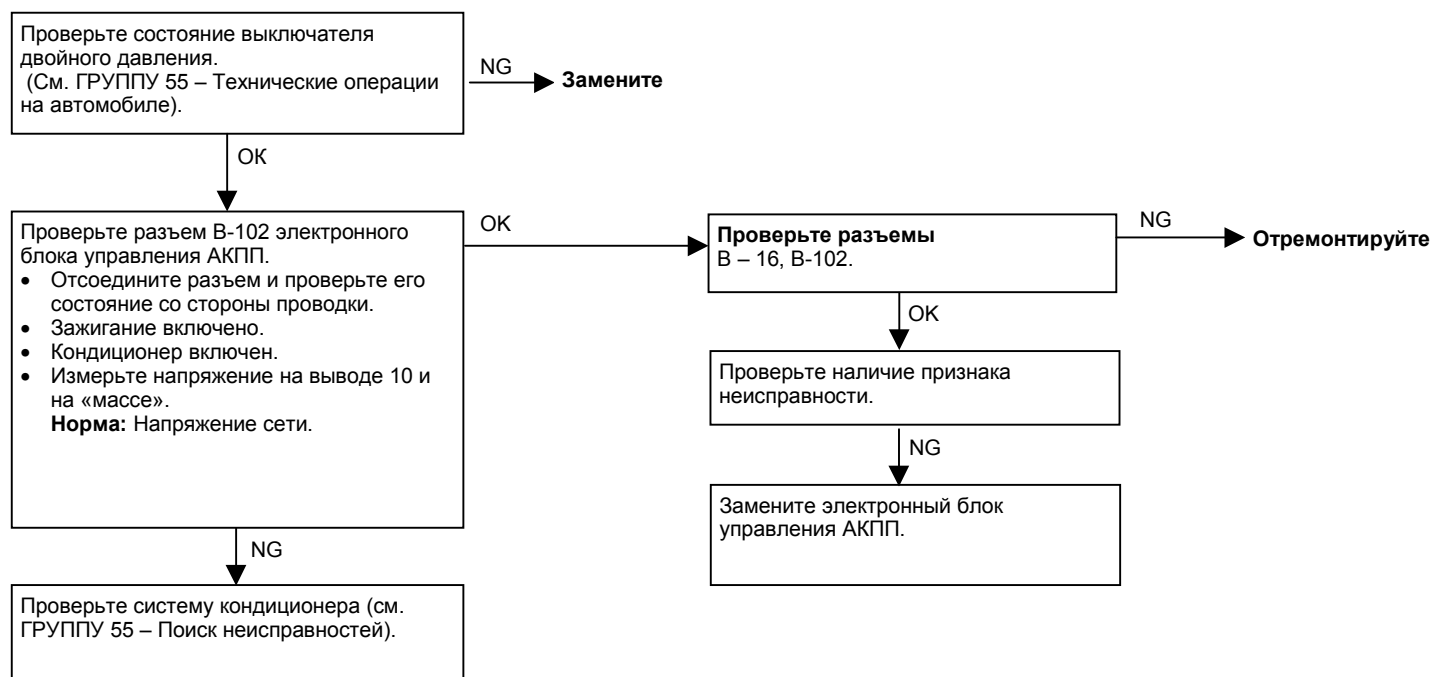 Проверьте состояние выключателя
двойного давления.
(См. ГРУППУ 55 – Технические операции
на автомобиле).
NG
Замените
OK
Проверьте разъем В-102 электронного
блока управления АКПП.
• Отсоедините разъем и проверьте его
состояние со стороны проводки.
• Зажигание включено.
• Кондиционер включен.
• Измерьте напряжение на выводе 10 и
на «массе».
Норма: Напряжение сети.
OK
Проверьте разъемы
В – 16, В-102.
NG
Отремонтируйте
OK
Проверьте наличие признака
неисправности.
NG
Замените электронный блок
управления АКПП.
NG
Проверьте систему кондиционера (см.
ГРУППУ 55 – Поиск неисправностей).